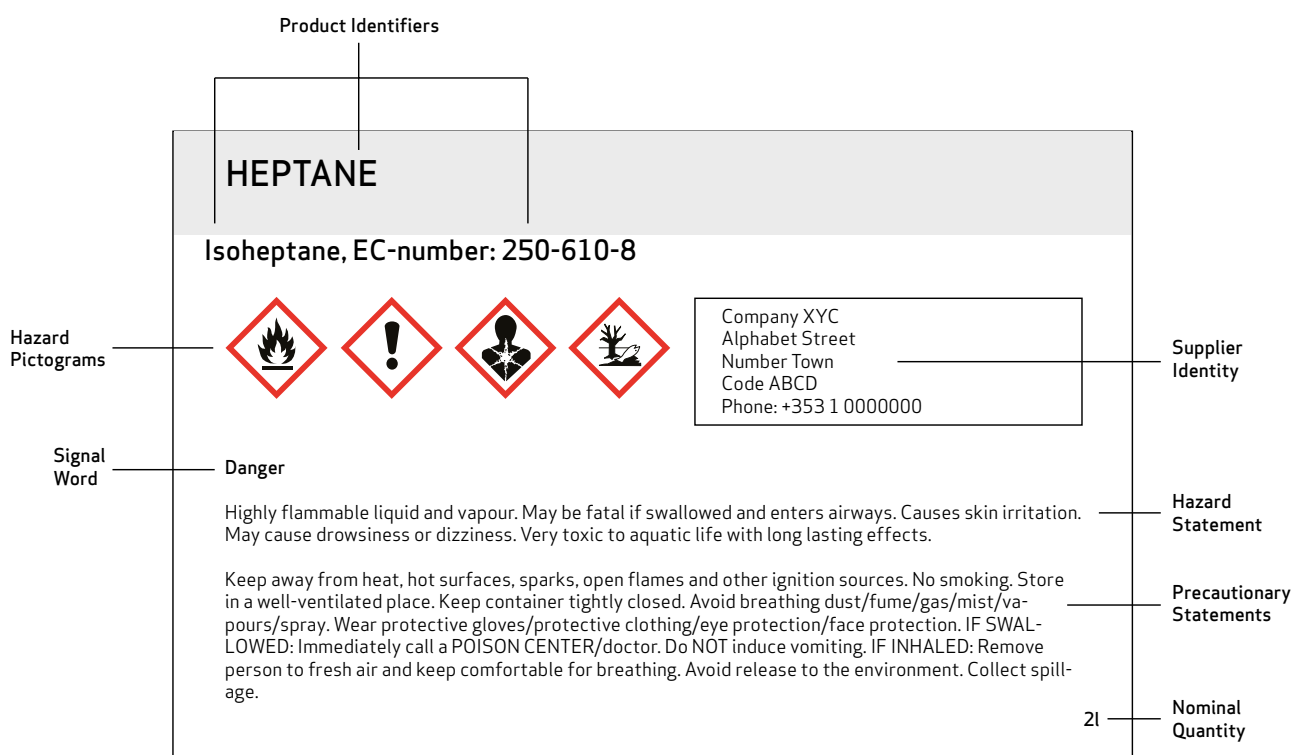 Product Identifiers
HEPTANE
Isoheptane, EC-number: 250-610-8
Hazard
Pictograms
Company XYC
Alphabet Street
Number Town
Code ABCD
Phone: +353 1 0000000
Supplier
Identity
Signal
Word
Danger
Highly flammable liquid and vapour. May be fatal if swallowed and enters airways. Causes skin irritation.
May cause drowsiness or dizziness. Very toxic to aquatic life with long lasting effects.
Hazard
Statement
Keep away from heat, hot surfaces, sparks, open flames and other ignition sources. No smoking. Store
in a well-ventilated place. Keep container tightly closed. Avoid breathing dust/fume/gas/mist/va-
pours/spray. Wear protective gloves/protective clothing/eye protection/face protection. IF SWAL-
LOWED: Immediately call a POISON CENTER/doctor. Do NOT induce vomiting. IF INHALED: Remove
person to fresh air and keep comfortable for breathing. Avoid release to the environment. Collect spill-
age.
Precautionary
Statements
2l
Nominal
Quantity